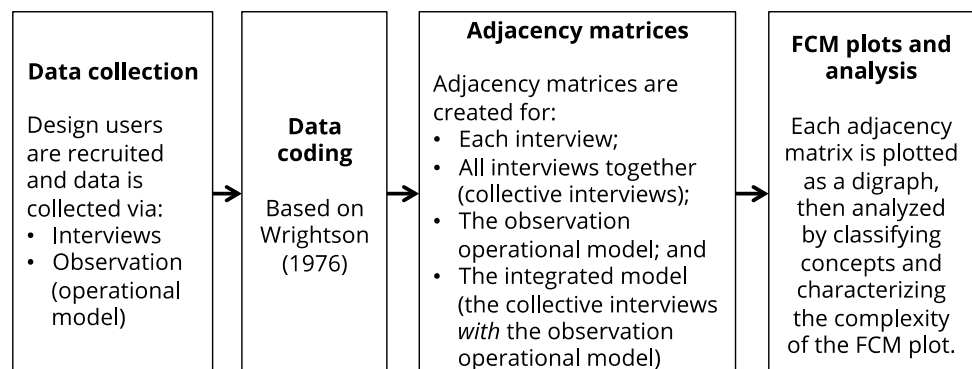 Data collection
Design users
are recruited
and data is
collected via:
• Interviews
• Observation
(operational
model)
Data
coding
Based on
Wrightson
(1976)
Adjacency matrices
Adjacency matrices are
created for:
• Each interview;
• All interviews together
(collective interviews);
• The observation
operational model; and
• The integrated model
(the collective interviews
with the observation
operational model)
FCM plots and
analysis
Each adjacency
matrix is plotted
as a digraph,
then analyzed
by classifying
concepts and
characterizing
the complexity
of the FCM plot.